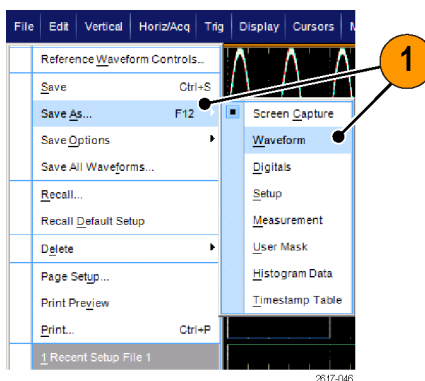 File Edit Vertical Horiz/Acq Trig Display Cursors
Reference Waveform Controls...
Save Ctrl+S
Save As... F12
Save Options
Save All Waveforms...
Recall...
Recall Default Setup
Delete
Page Setup...
Print Preview
Print... Ctrl+P
1 Recent Setup File 1
Screen Capture
Waveform
Digitals
Setup
Measurement
User Mask
Histogram Data
Timestamp Table
1
2617-046